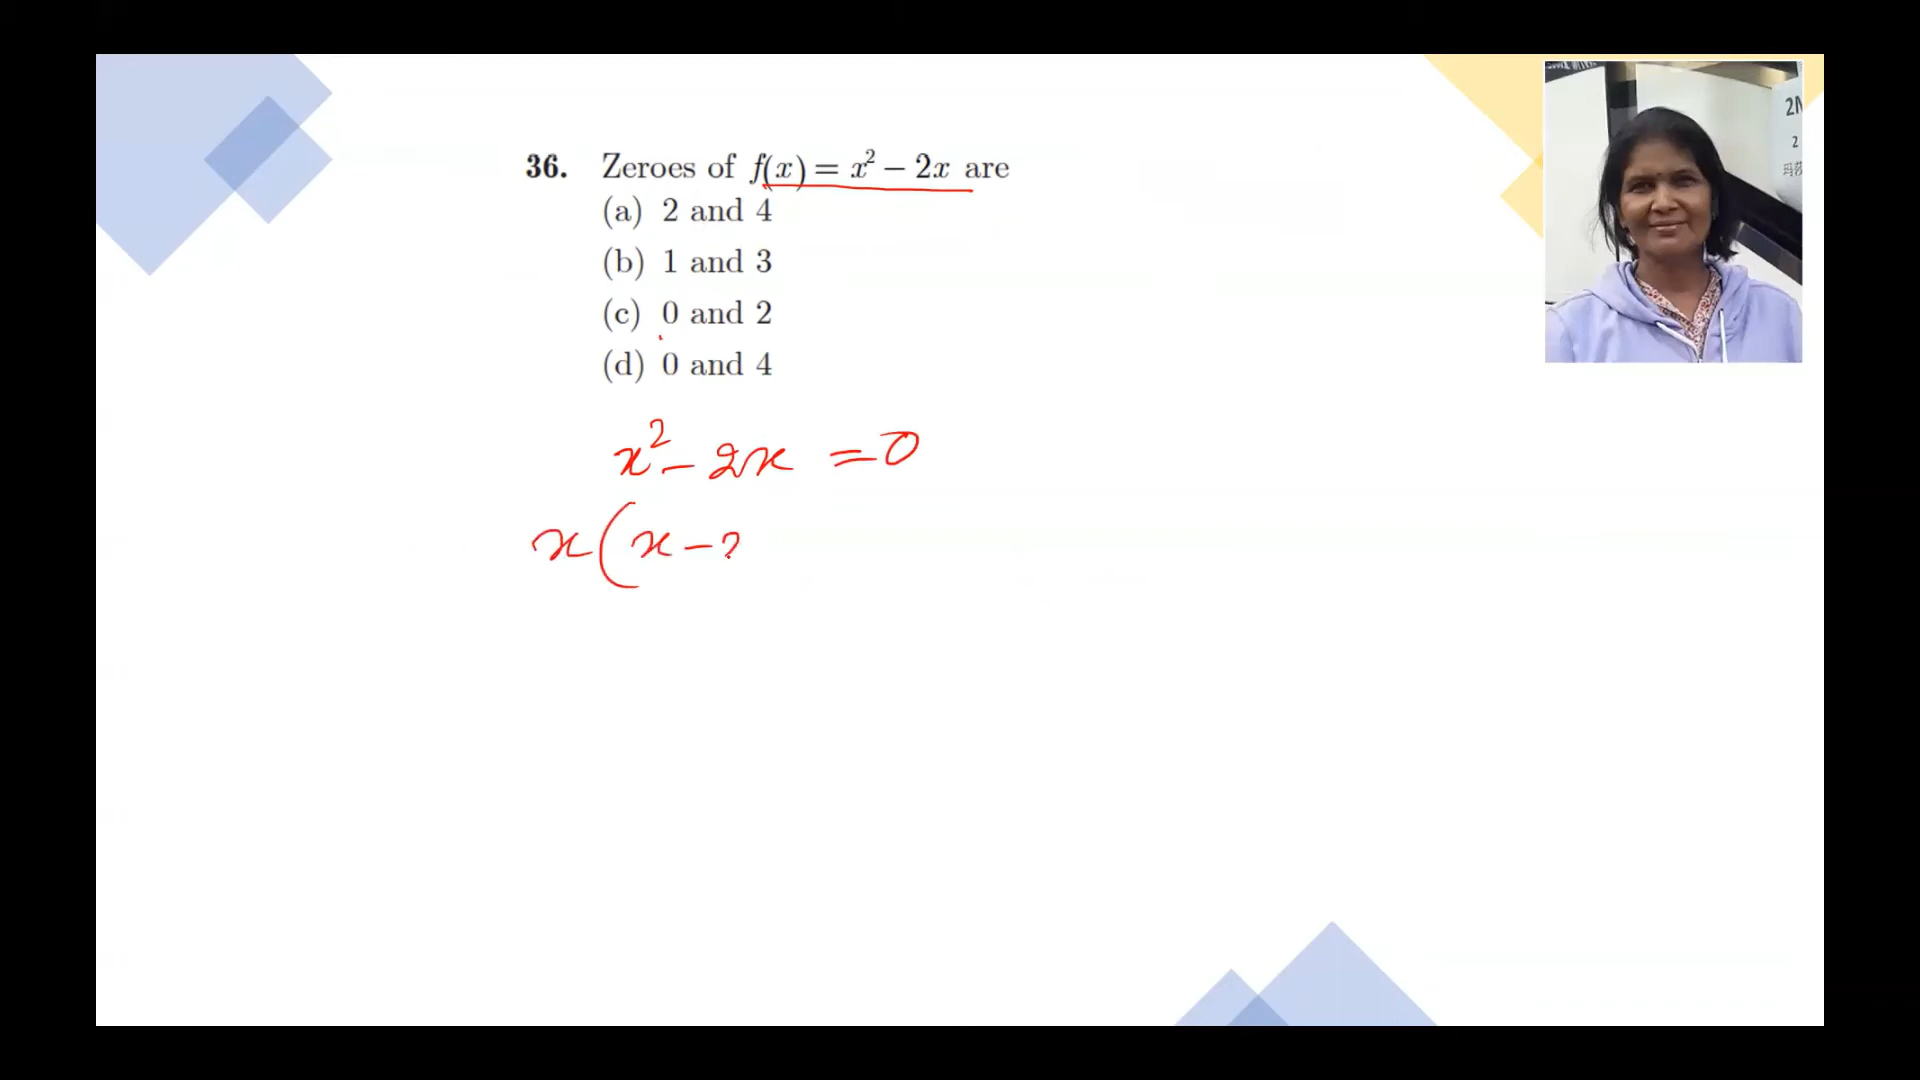 36. Zeroes of f(x) = x² − 2x are
(a) 2 and 4
(b) 1 and 3
(c) 0 and 2
(d) 0 and 4
x² − 2x = 0
x(x − 2
2